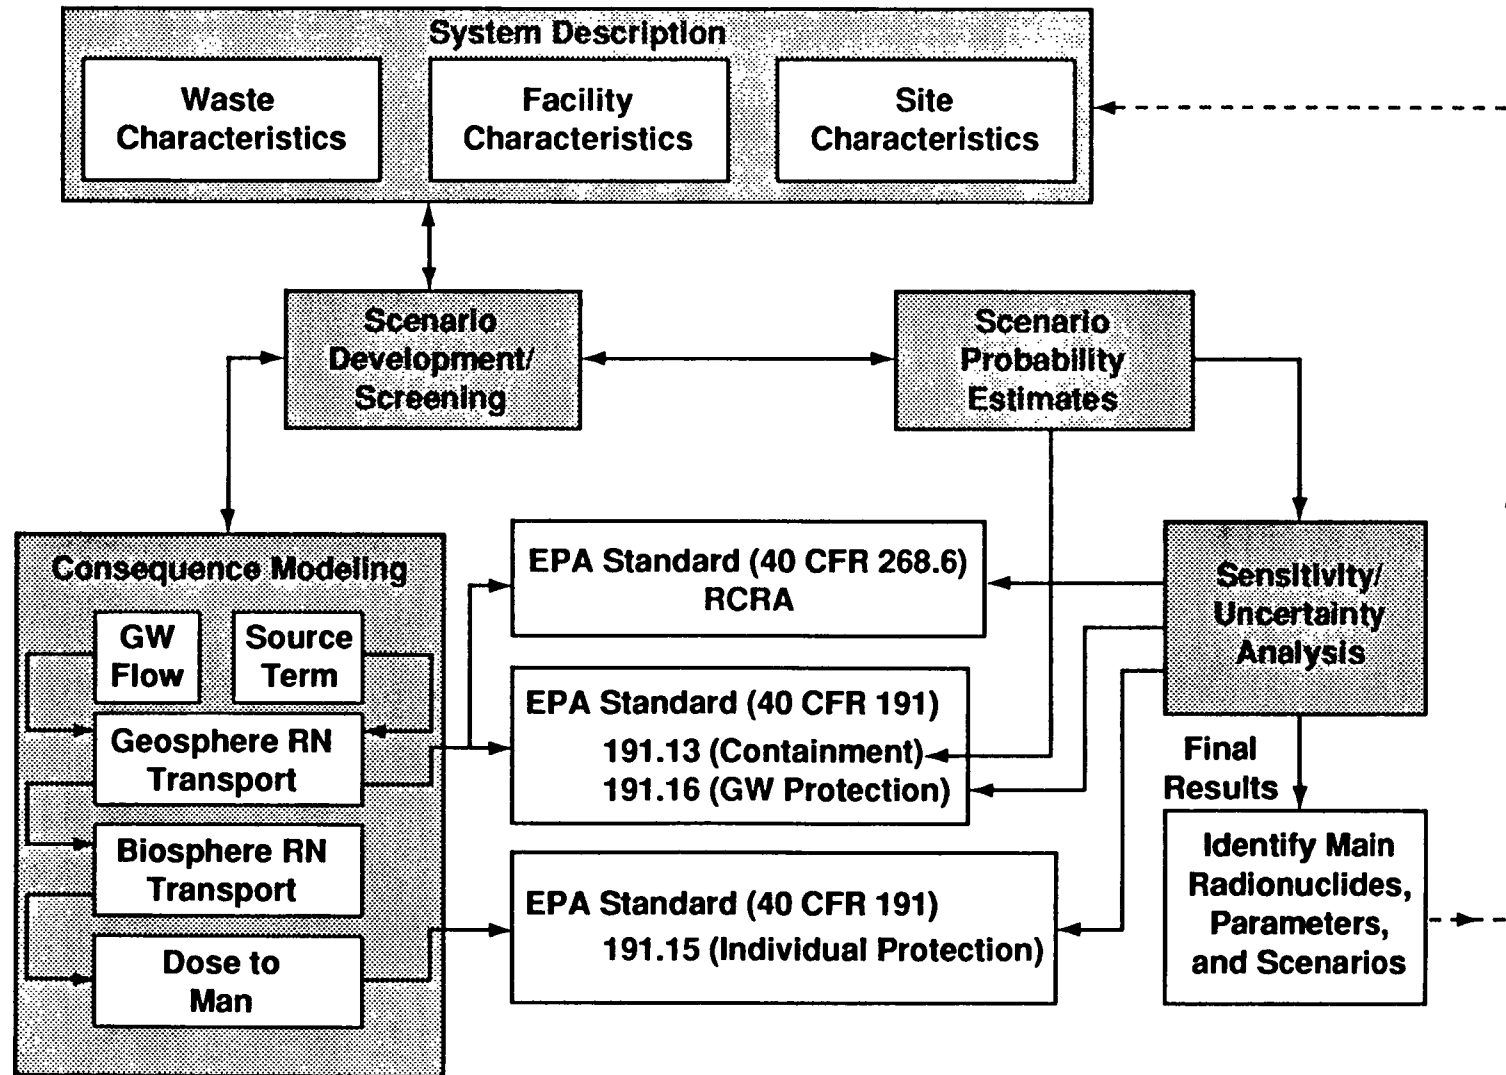 System Description
Waste
Characteristics
Facility
Characteristics
Site
Characteristics
Scenario
Development/
Screening
Scenario
Probability
Estimates
Consequence Modeling
GW
Flow
Source
Term
Geosphere RN
Transport
Biosphere RN
Transport
Dose to
Man
EPA Standard (40 CFR 268.6)
RCRA
EPA Standard (40 CFR 191)
191.13 (Containment)
191.16 (GW Protection)
EPA Standard (40 CFR 191)
191.15 (Individual Protection)
Sensitivity/
Uncertainty
Analysis
Final
Results
Identify Main
Radionuclides,
Parameters,
and Scenarios